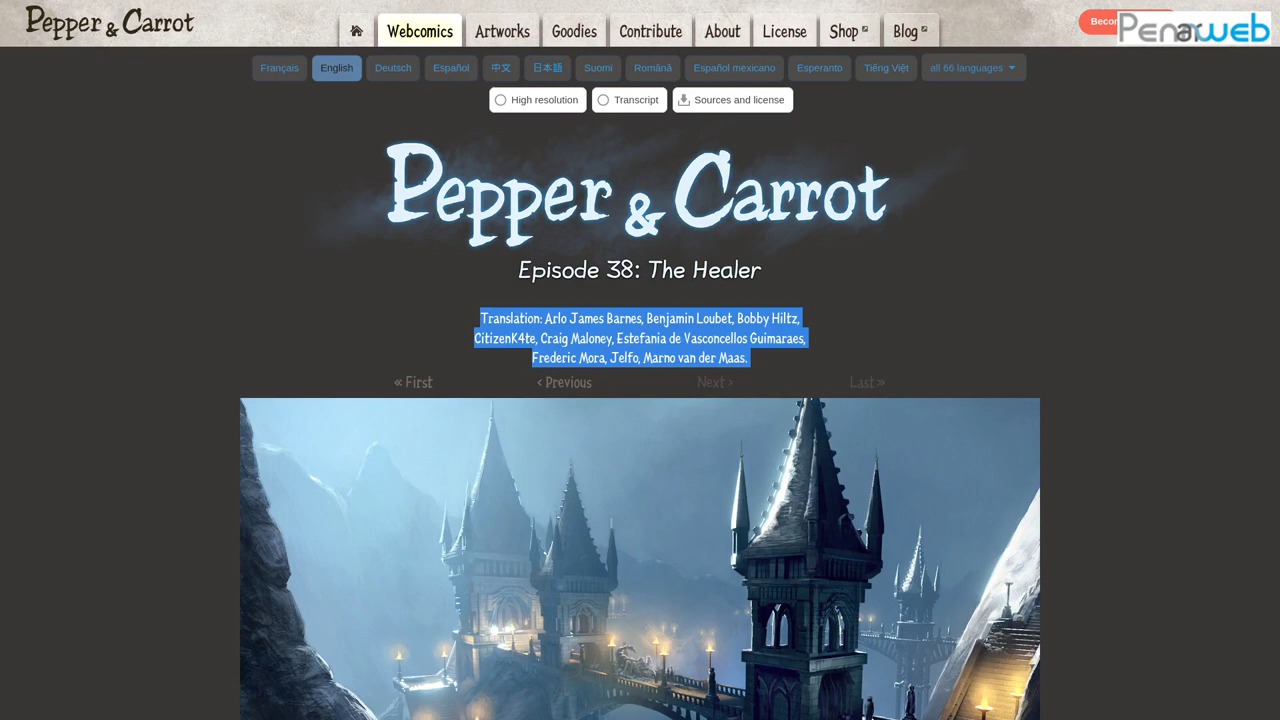 Pepper & Carrot
Webcomics
Artworks
Goodies
Contribute
About
License
Shop
Blog
Penarweb
Français
English
Deutsch
Español
中文
日本語
Suomi
Română
Español mexicano
Esperanto
Tiếng Việt
all 66 languages
High resolution
Transcript
Sources and license
Pepper & Carrot
Episode 38: The Healer
Translation: Arlo James Barnes, Benjamin Loubet, Bobby Hiltz,
CitizenK4te, Craig Maloney, Estefania de Vasconcellos Guimaraes,
Frederic Mora, Jelfo, Marno van der Maas.
« First
‹ Previous
Next ›
Last »